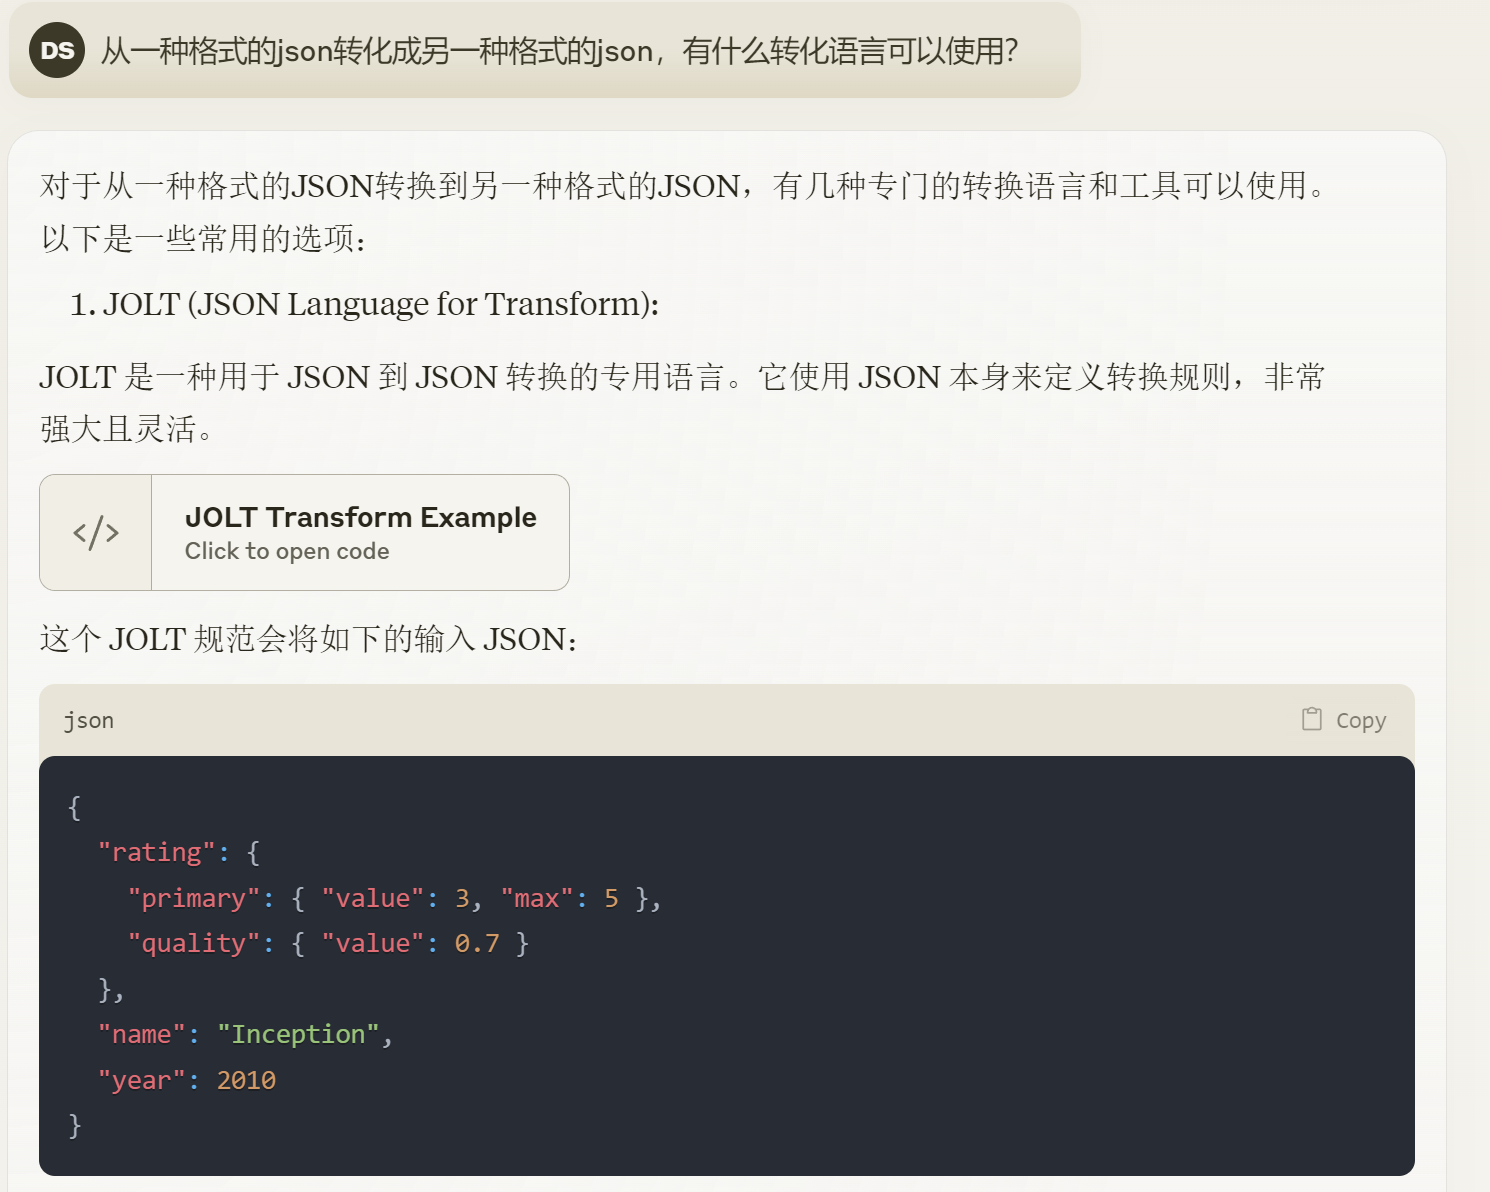 DS 从一种格式的json转化成另一种格式的json，有什么转化语言可以使用？
对于从一种格式的JSON转换到另一种格式的JSON，有几种专门的转换语言和工具可以使用。
以下是一些常用的选项：
1. JOLT (JSON Language for Transform):
JOLT 是一种用于 JSON 到 JSON 转换的专用语言。它使用 JSON 本身来定义转换规则，非常
强大且灵活。
</> JOLT Transform Example
Click to open code
这个 JOLT 规范会将如下的输入 JSON：
json Copy
{
  "rating": {
    "primary": { "value": 3, "max": 5 },
    "quality": { "value": 0.7 }
  },
  "name": "Inception",
  "year": 2010
}